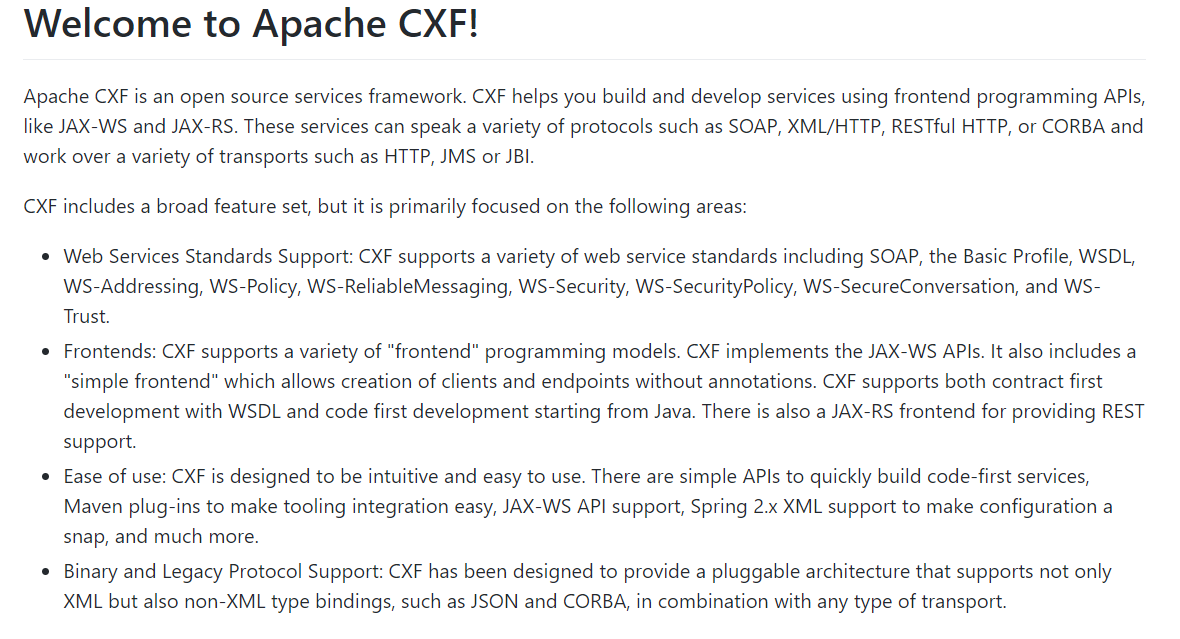 Welcome to Apache CXF!
Apache CXF is an open source services framework. CXF helps you build and develop services using frontend programming APIs,
like JAX-WS and JAX-RS. These services can speak a variety of protocols such as SOAP, XML/HTTP, RESTful HTTP, or CORBA and
work over a variety of transports such as HTTP, JMS or JBI.
CXF includes a broad feature set, but it is primarily focused on the following areas:
• Web Services Standards Support: CXF supports a variety of web service standards including SOAP, the Basic Profile, WSDL,
WS-Addressing, WS-Policy, WS-ReliableMessaging, WS-Security, WS-SecurityPolicy, WS-SecureConversation, and WS-
Trust.
• Frontends: CXF supports a variety of "frontend" programming models. CXF implements the JAX-WS APIs. It also includes a
"simple frontend" which allows creation of clients and endpoints without annotations. CXF supports both contract first
development with WSDL and code first development starting from Java. There is also a JAX-RS frontend for providing REST
support.
• Ease of use: CXF is designed to be intuitive and easy to use. There are simple APIs to quickly build code-first services,
Maven plug-ins to make tooling integration easy, JAX-WS API support, Spring 2.x XML support to make configuration a
snap, and much more.
• Binary and Legacy Protocol Support: CXF has been designed to provide a pluggable architecture that supports not only
XML but also non-XML type bindings, such as JSON and CORBA, in combination with any type of transport.